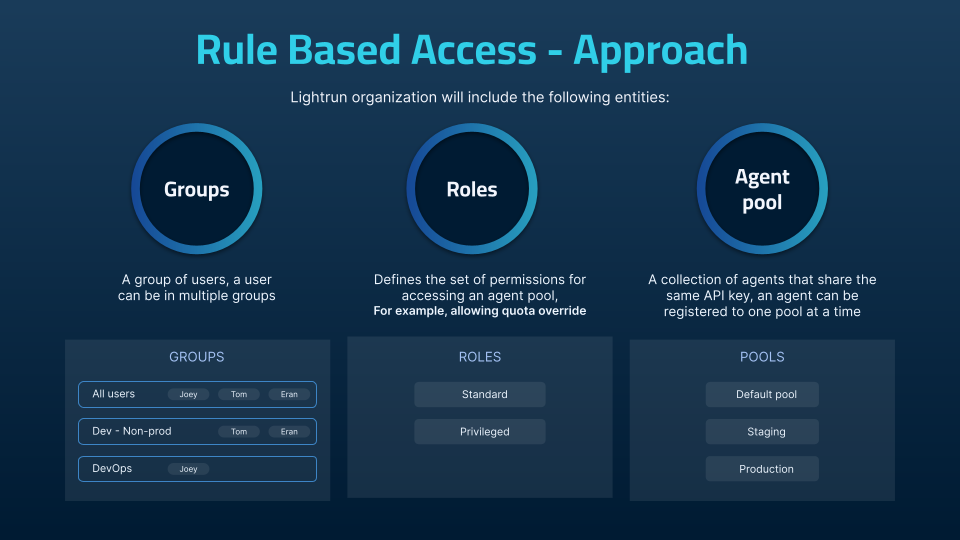 Rule Based Access - Approach
Lightrun organization will include the following entities:
Groups
A group of users, a user
can be in multiple groups
Roles
Defines the set of permissions for
accessing an agent pool,
For example, allowing quota override
Agent
pool
A collection of agents that share the
same API key, an agent can be
registered to one pool at a time
GROUPS
All users Joey Tom Eran
Dev - Non-prod Tom Eran
DevOps Joey
ROLES
Standard
Privileged
POOLS
Default pool
Staging
Production